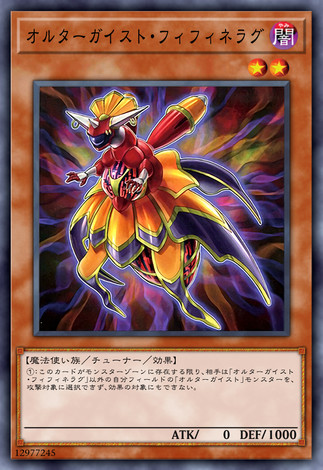 オルターガイスト・フィフィネラグ
闇
やみ
【魔法使い族／チューナー／効果】
①：このカードがモンスターゾーンに存在する限り、相手は「オルターガイスト
・フィフィネラグ」以外の自分フィールドの「オルターガイスト」モンスターを、
攻撃対象に選択できず、効果の対象にもできない。
ATK/ 0 DEF/1000
12977245